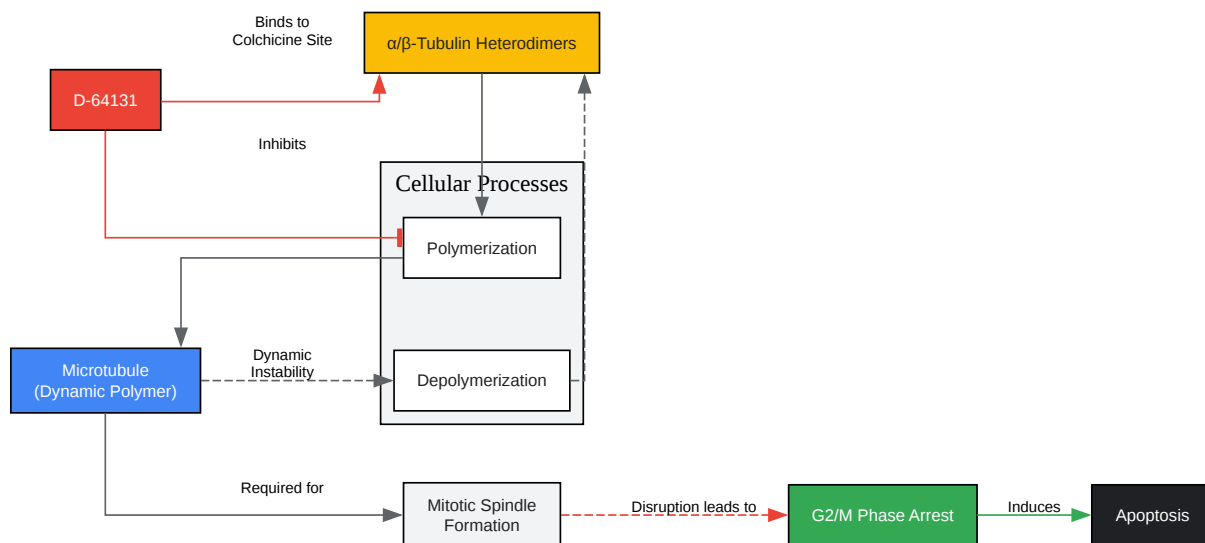 Binds to
Colchicine Site
α/β-Tubulin Heterodimers
D-64131
Inhibits
Cellular Processes
Polymerization
Microtubule
(Dynamic Polymer)
Dynamic
Instability
Depolymerization
Required for
Mitotic Spindle
Formation
Disruption leads to
G2/M Phase Arrest
Induces
Apoptosis